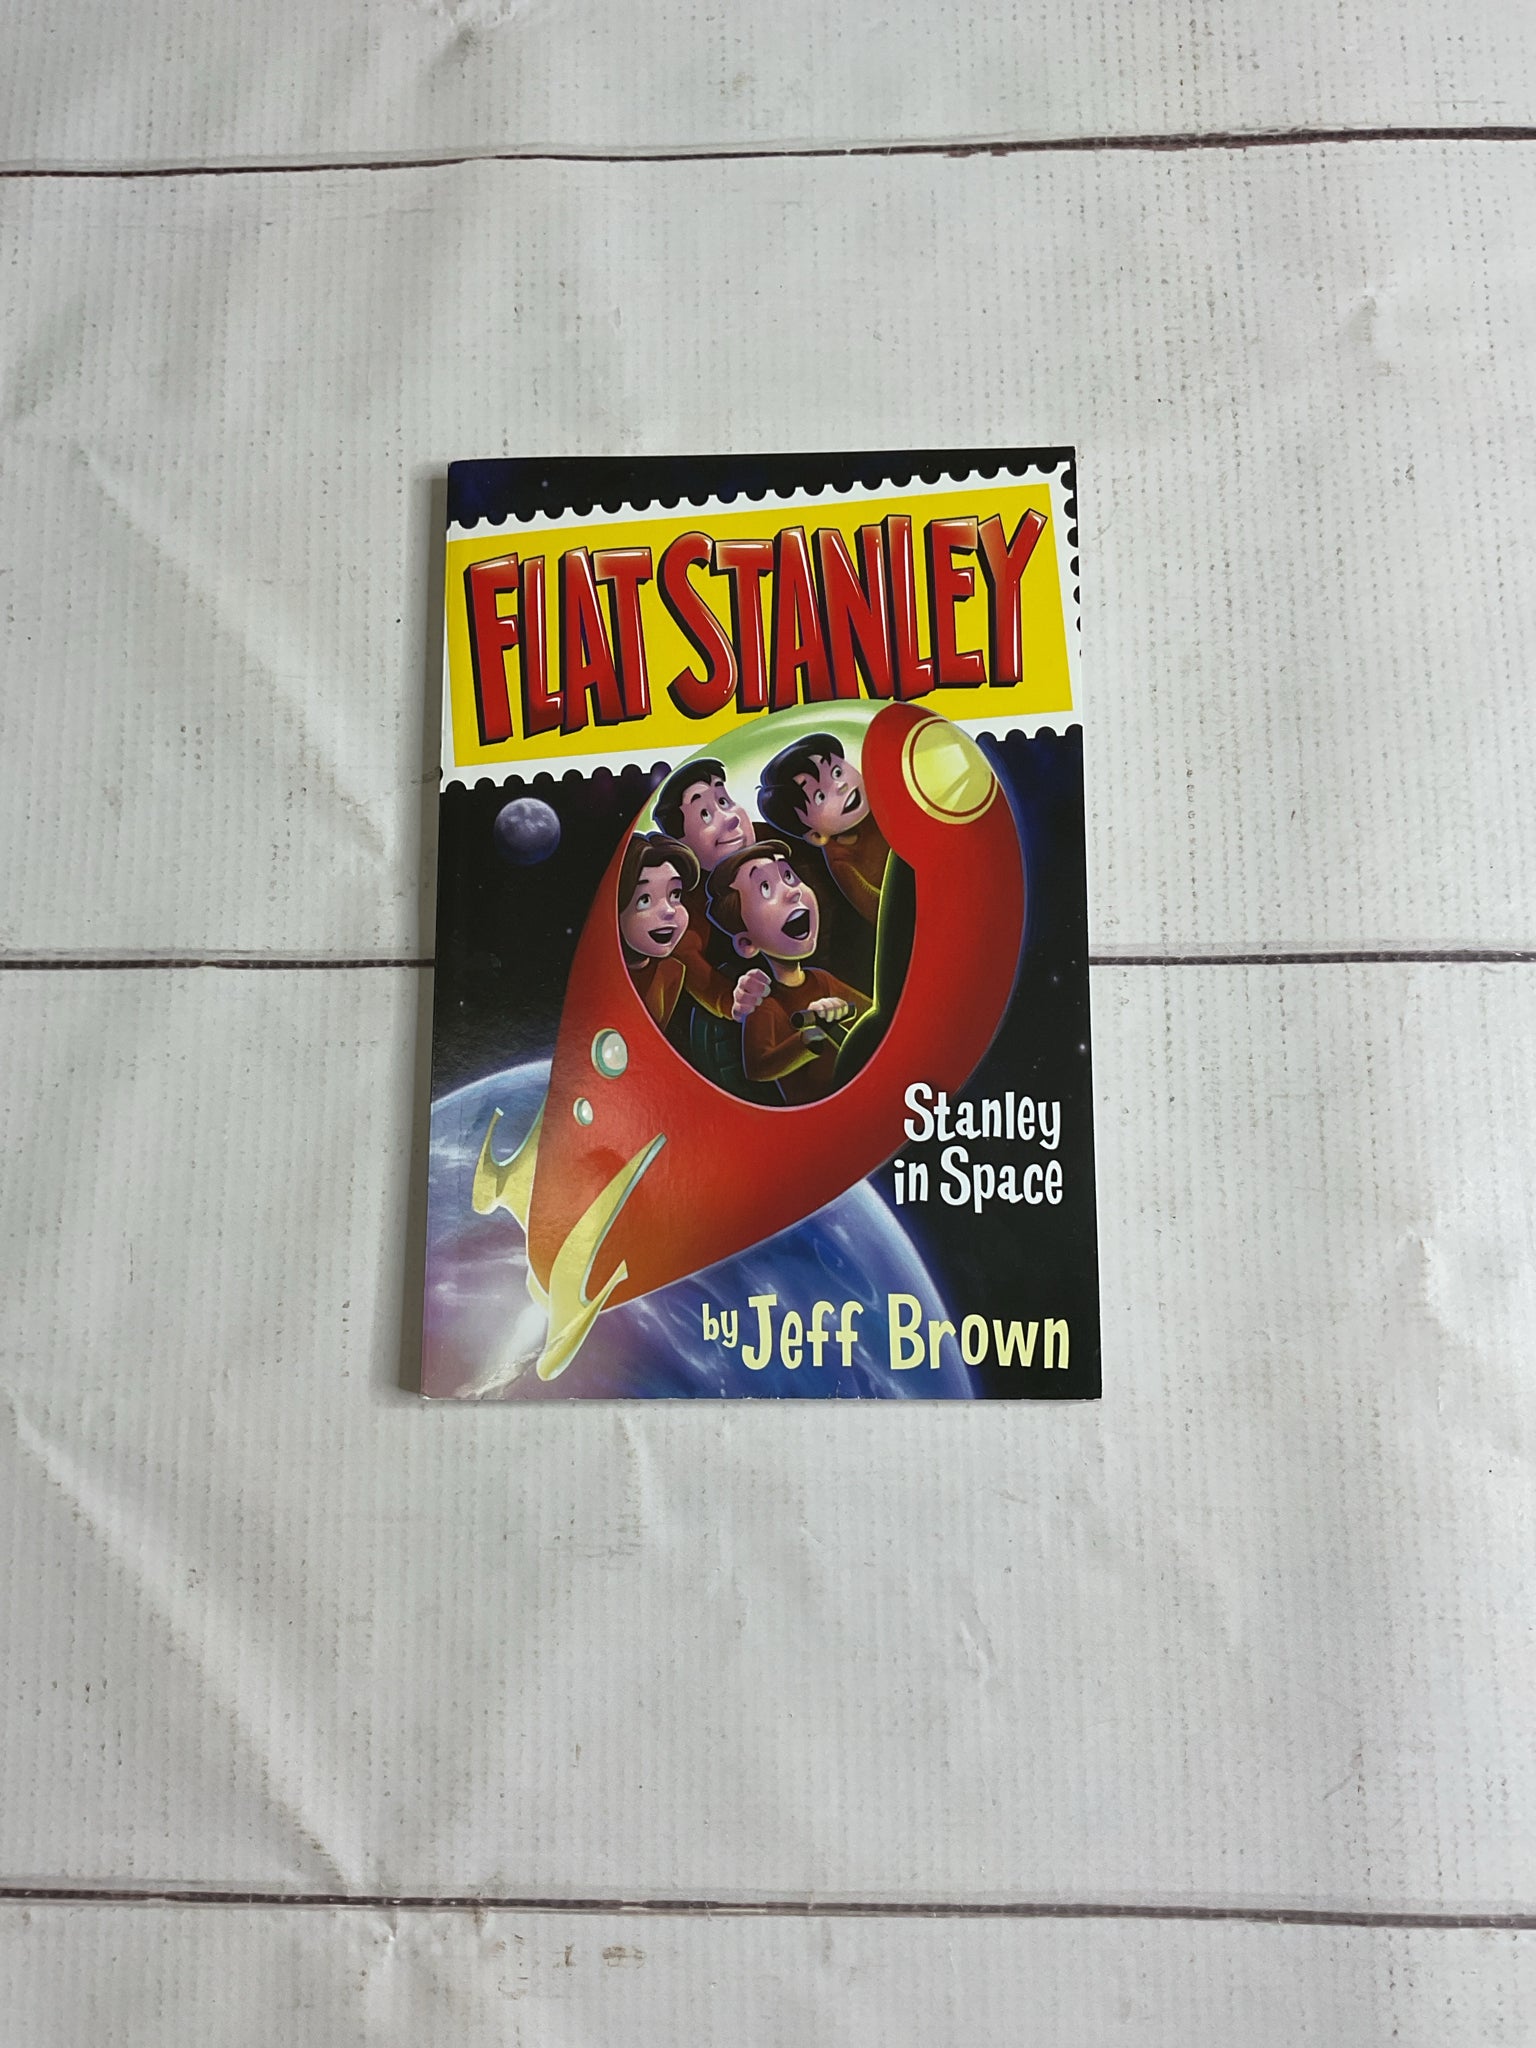 FLAT STANLEY
Stanley
in Space
by Jeff Brown